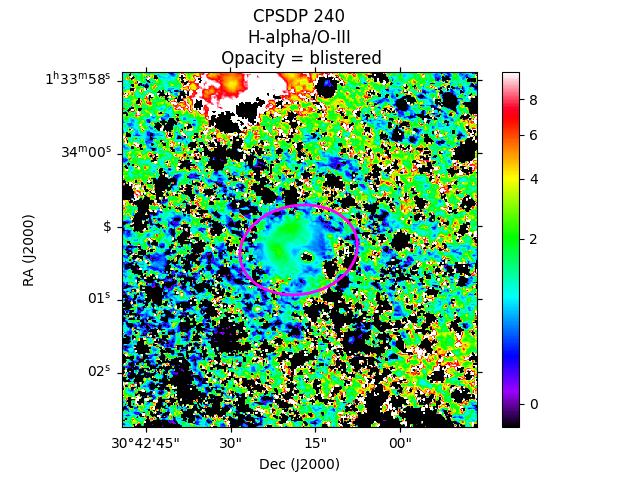 CPSDP 240
H-alpha/O-III
Opacity = blistered
1ʰ33ᵐ58ˢ
34ᵐ00ˢ
$
01ˢ
02ˢ
RA (J2000)
30°42'45"
30"
15"
00"
Dec (J2000)
8
6
4
2
0